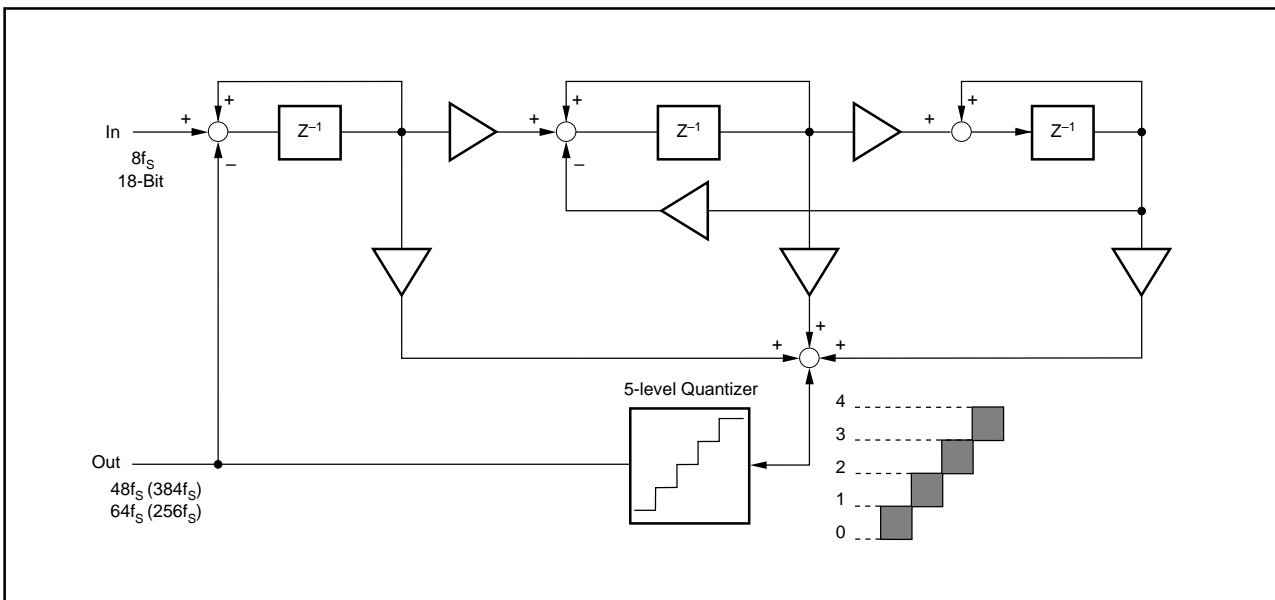 + + + +
In + Z–1 + Z–1 + Z–1
– –
8fS
18-Bit
+
+ +
5-level Quantizer
4
3
2
1
0
Out
48fS (384fS)
64fS (256fS)